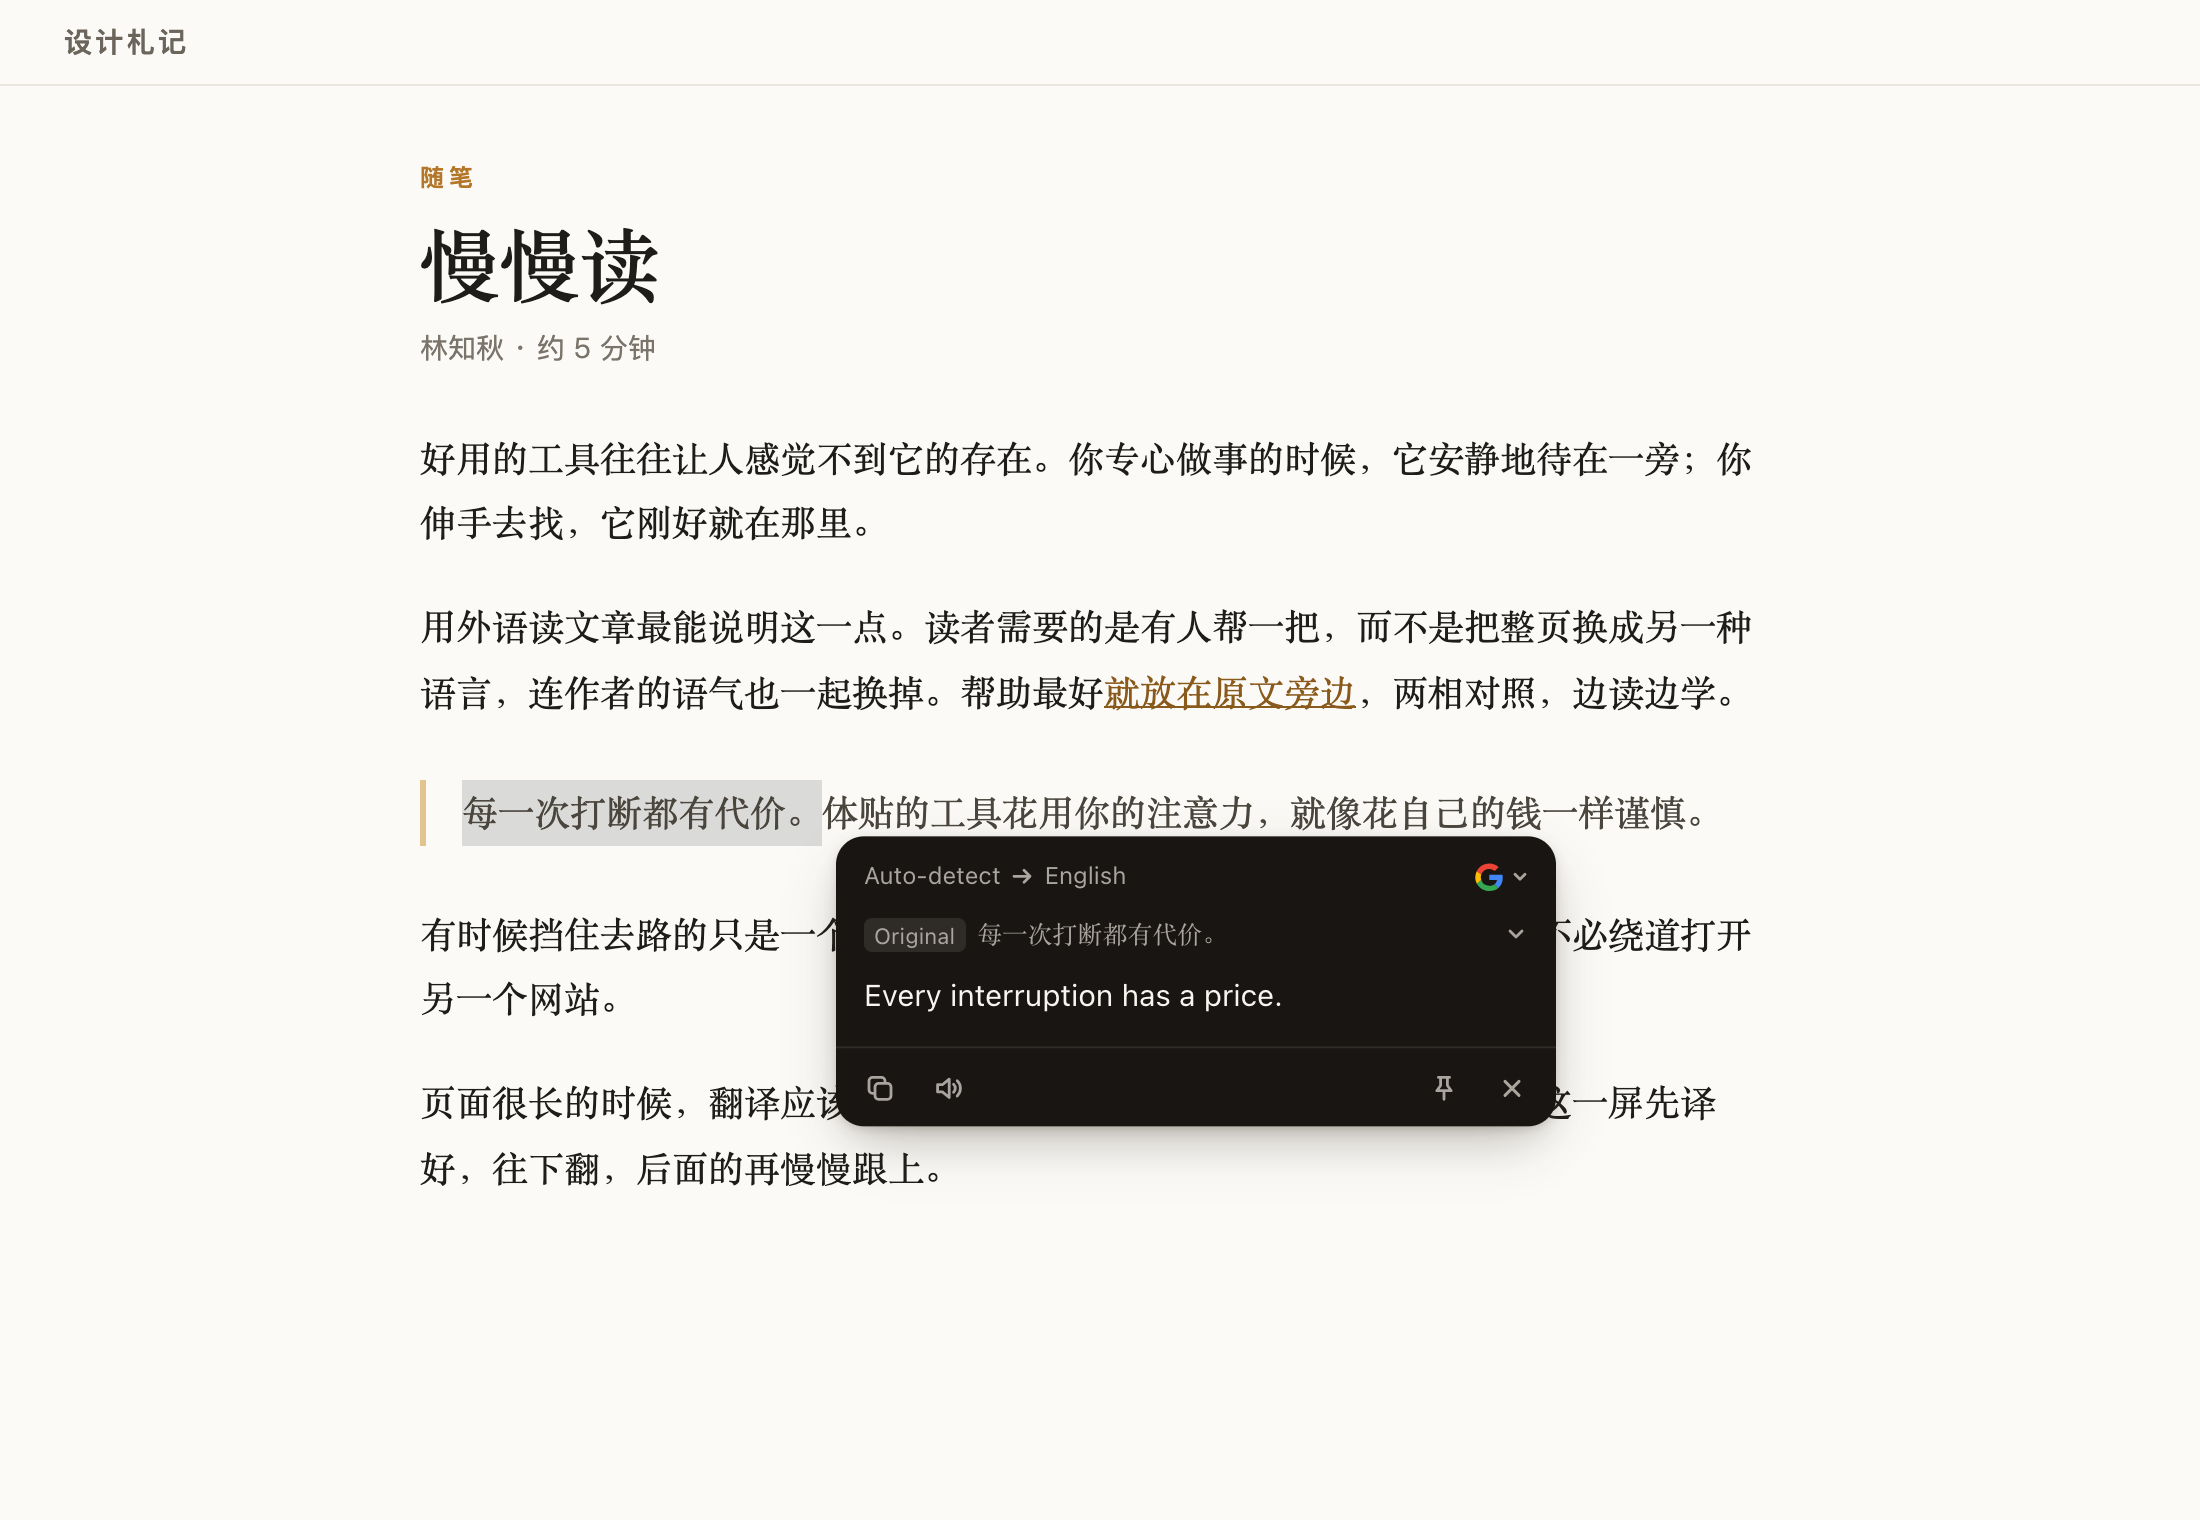 设计札记
随笔
慢慢读
林知秋 · 约 5 分钟
好用的工具往往让人感觉不到它的存在。你专心做事的时候，它安静地待在一旁；你
伸手去找，它刚好就在那里。
用外语读文章最能说明这一点。读者需要的是有人帮一把，而不是把整页换成另一种
语言，连作者的语气也一起换掉。帮助最好就放在原文旁边，两相对照，边读边学。
每一次打断都有代价。体贴的工具花用你的注意力，就像花自己的钱一样谨慎。
Auto-detect → English
Original 每一次打断都有代价。
Every interruption has a price.
有时候挡住去路的只是一个
不必绕道打开
另一个网站。
页面很长的时候，翻译应该
这一屏先译
好，往下翻，后面的再慢慢跟上。